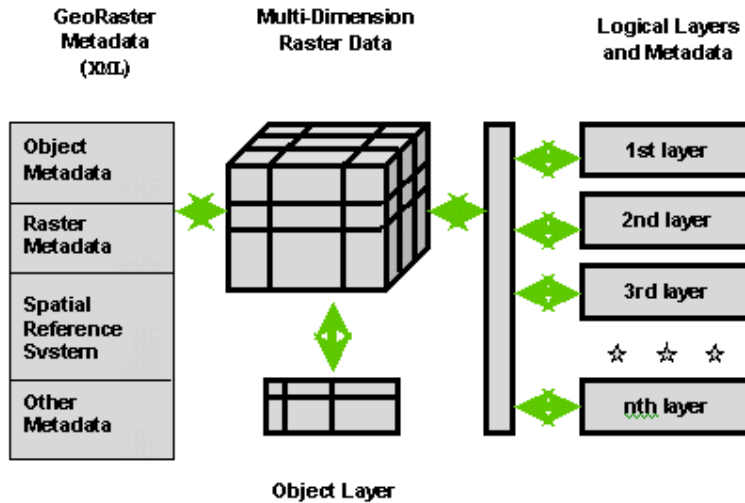 GeoRaster
Metadata
(XML)
Multi-Dimension
Raster Data
Logical Layers
and Metadata
Object
Metadata
Raster
Metadata
Spatial
Reference
System
Other
Metadata
1st layer
2nd layer
3rd layer
nth layer
Object Layer